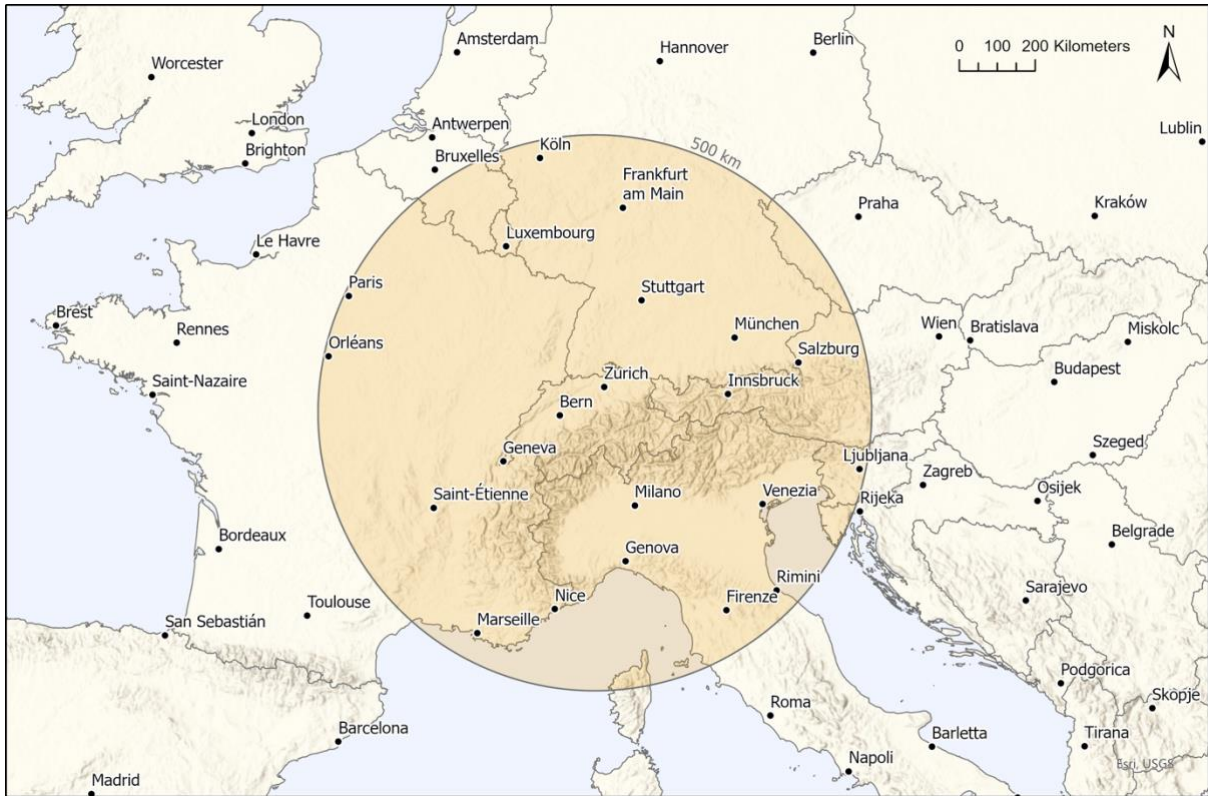 Amsterdam
Hannover
Berlin
0 100 200 Kilometers
N
Worcester
London
Brighton
Antwerpen
Bruxelles
Köln
500 km
Lublin
Frankfurt
am Main
Praha
Kraków
Le Havre
Luxembourg
Paris
Stuttgart
Brest
Rennes
Orléans
München
Salzburg
Wien
Bratislava
Miskolc
Saint-Nazaire
Zürich
Innsbruck
Budapest
Bern
Geneva
Ljubljana
Zagreb
Szeged
Saint-Étienne
Milano
Venezia
Rijeka
Osijek
Bordeaux
Genova
Belgrade
Rimini
Sarajevo
Toulouse
Nice
Firenze
San Sebastián
Marseille
Podgorica
Roma
Skopje
Barcelona
Barletta
Tirana
Napoli
Esri, USGS
Madrid